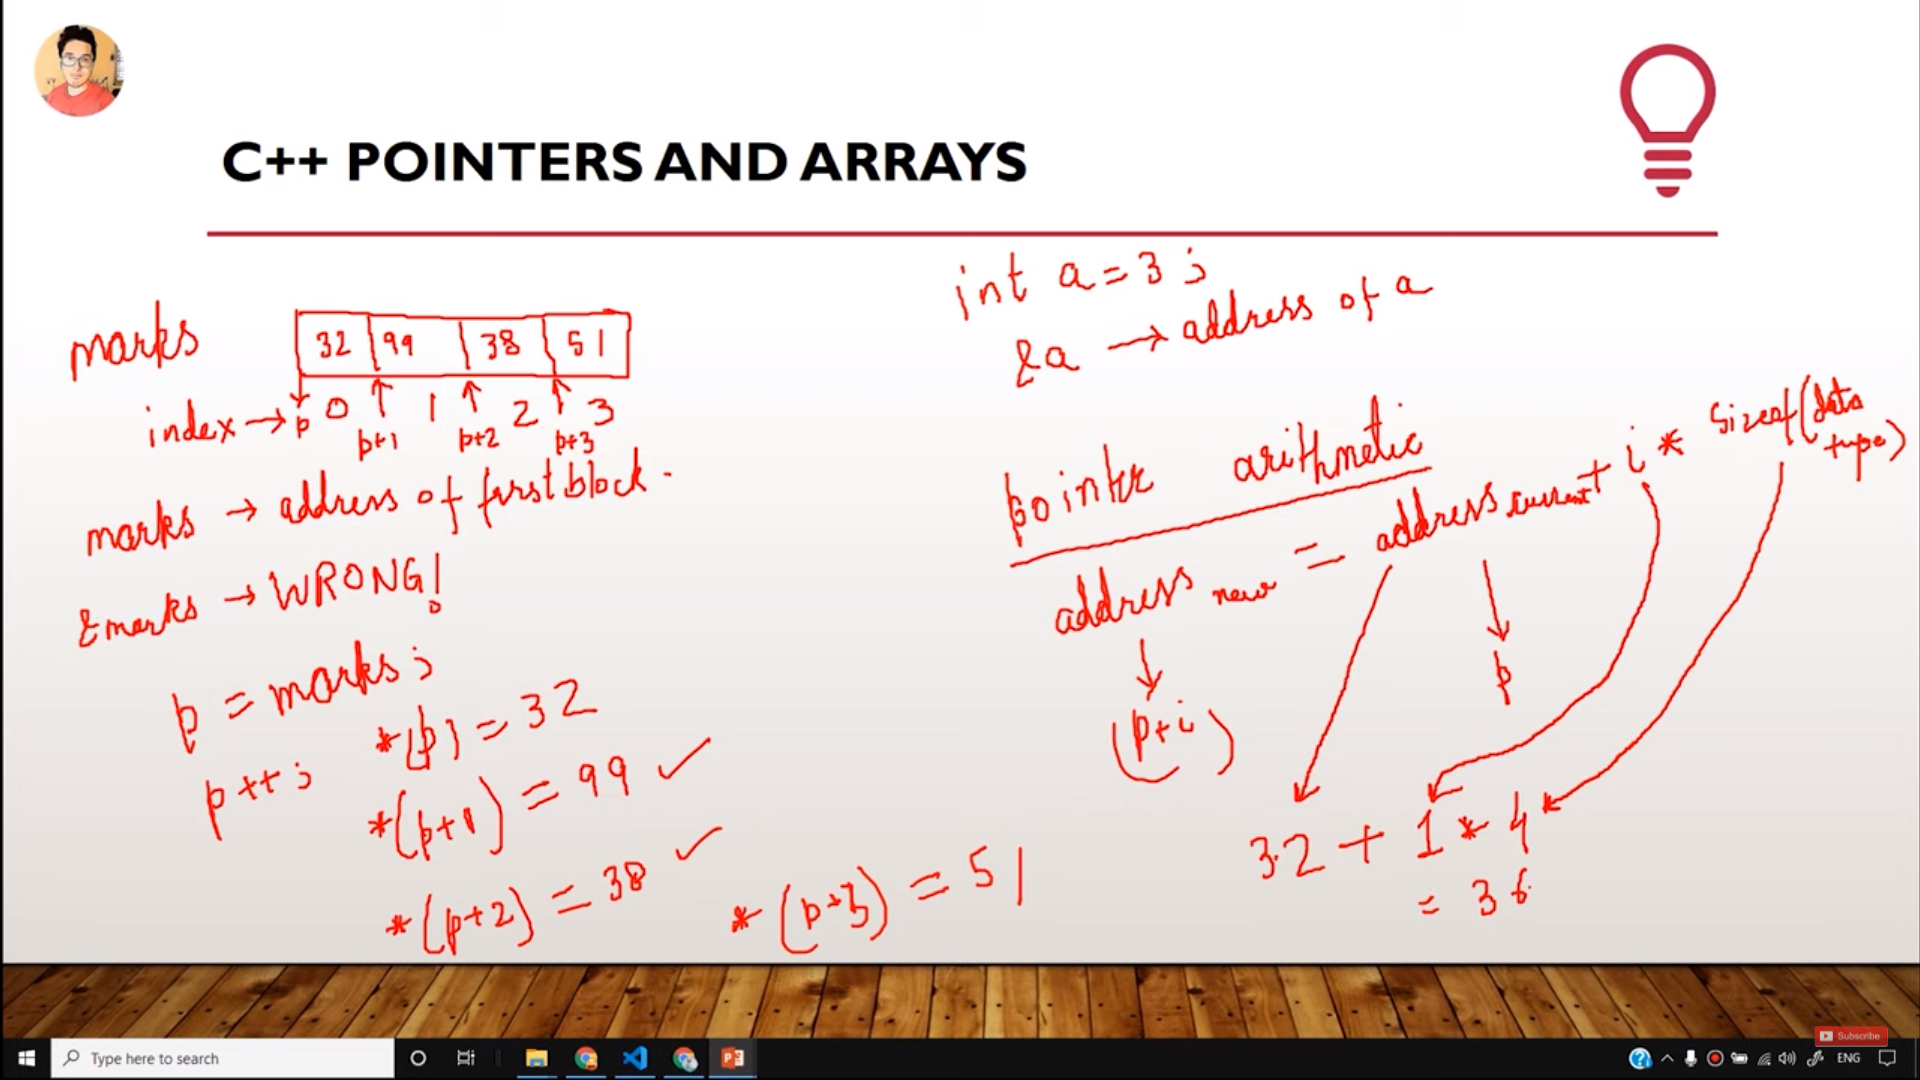 C++ POINTERS AND ARRAYS
marks 32 99 38 51
index → p 0 1 2 3
p+1 p+2 p+3
marks → address of first block.
&marks → WRONG!
p = marks;
p++;
*(p) = 32
*(p+1) = 99 ✓
*(p+2) = 38 ✓
*(p+3) = 51
int a = 3;
&a → address of a
pointer arithmetic
address new = address current + i * sizeof(data type)
(p+i)
p
32 + 1 * 4
= 36
Subscribe
Type here to search
ENG